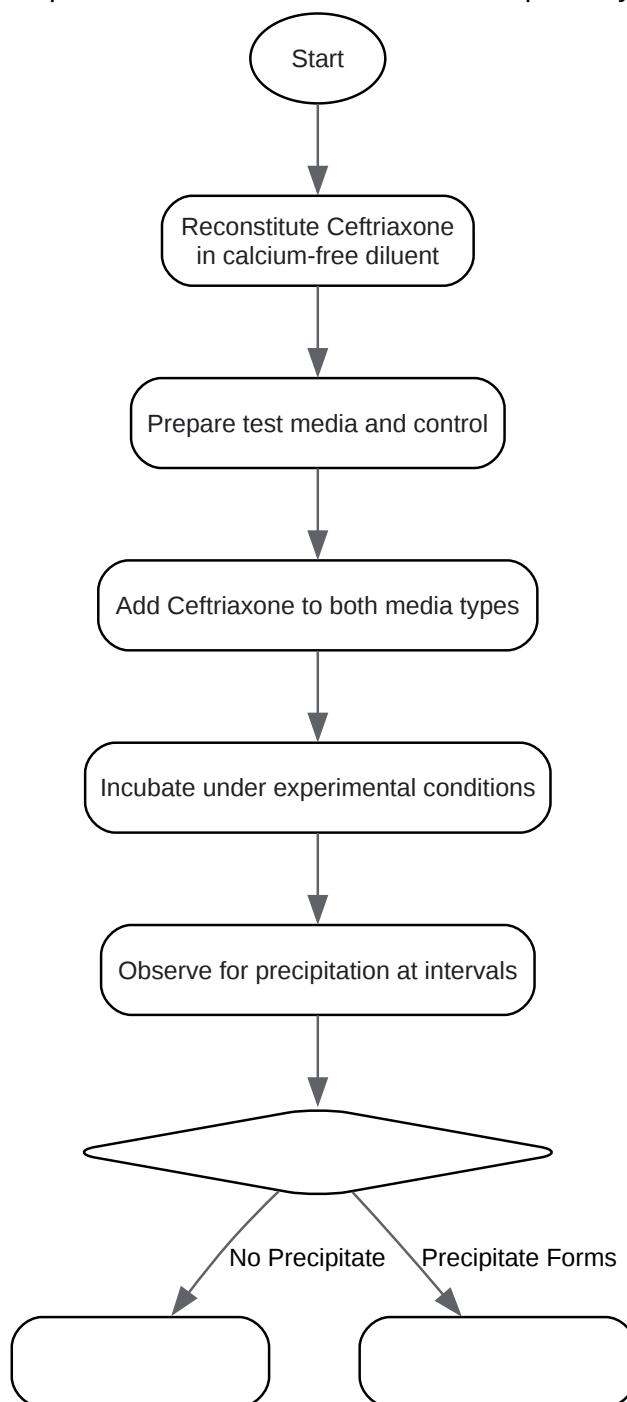 Start
Reconstitute Ceftriaxone
in calcium-free diluent
Prepare test media and control
Add Ceftriaxone to both media types
Incubate under experimental conditions
Observe for precipitation at intervals
No Precipitate
Precipitate Forms